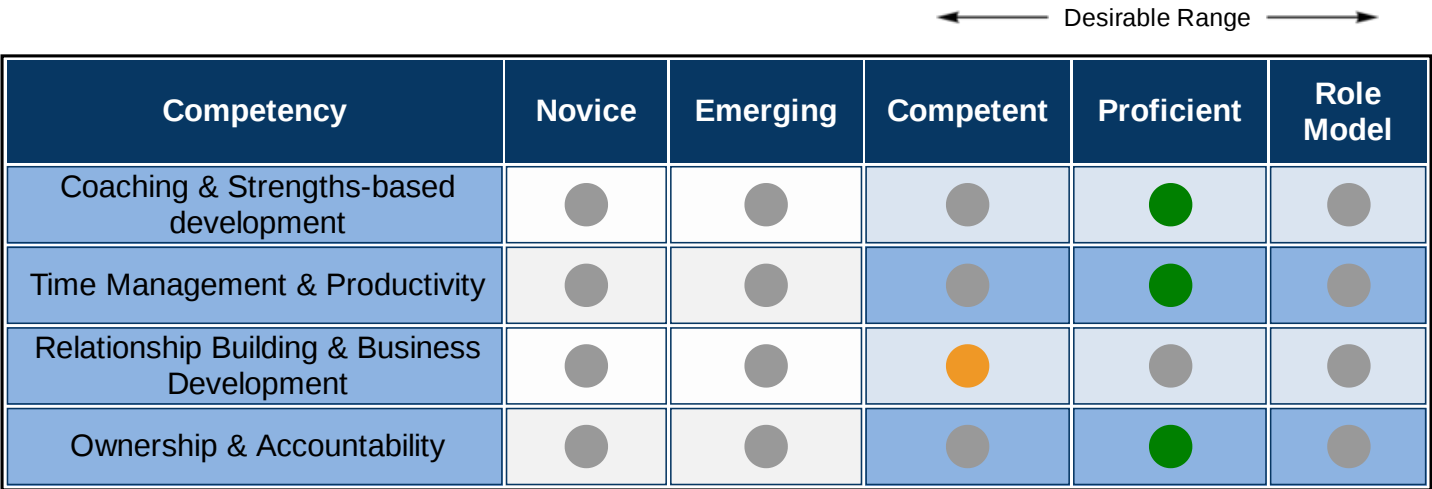 Desirable Range
Competency
Novice
Emerging
Competent
Proficient
Role
Model
Coaching & Strengths-based
development
Time Management & Productivity
Relationship Building & Business
Development
Ownership & Accountability